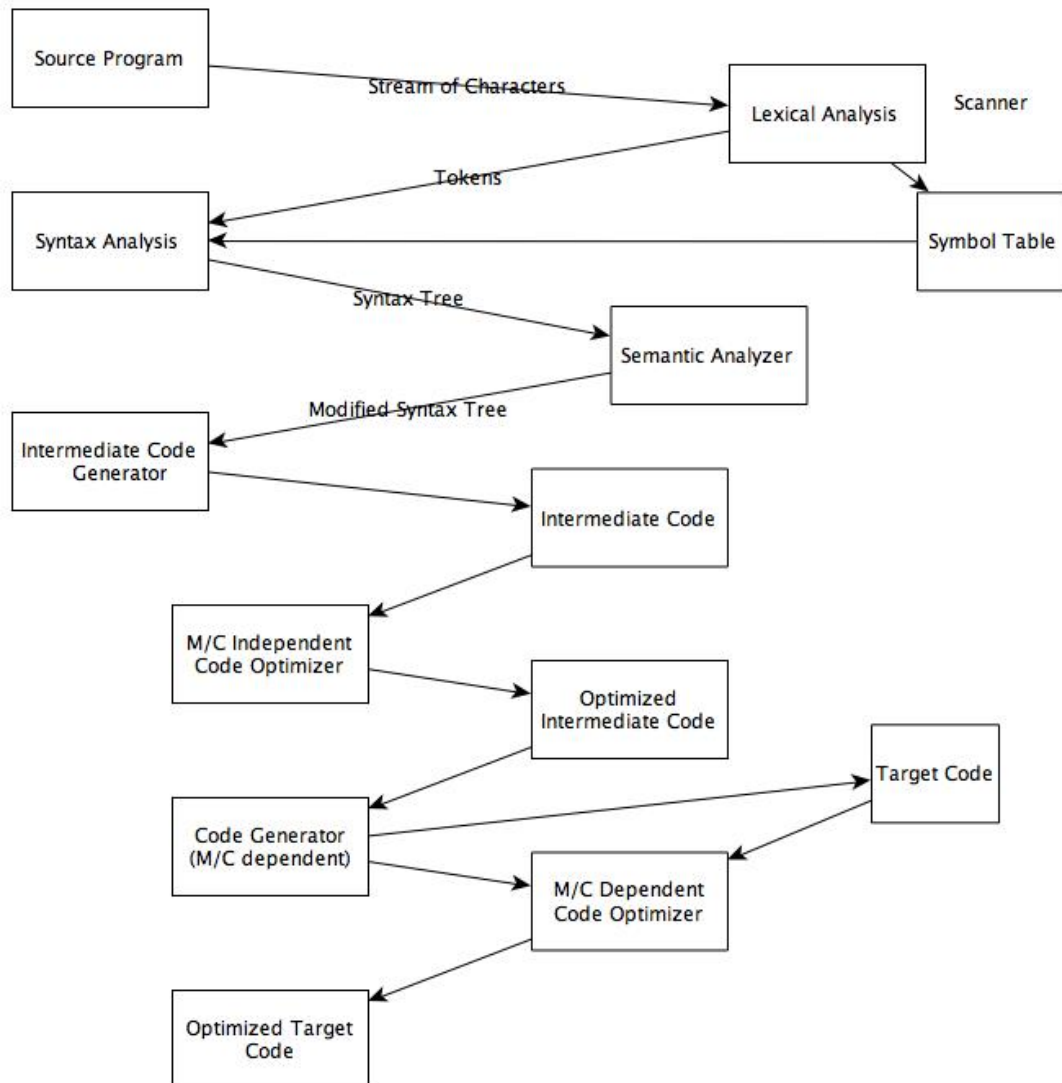 Source Program
Stream of Characters
Lexical Analysis
Scanner
Tokens
Syntax Analysis
Symbol Table
Syntax Tree
Semantic Analyzer
Modified Syntax Tree
Intermediate Code
Generator
Intermediate Code
M/C Independent
Code Optimizer
Optimized
Intermediate Code
Target Code
Code Generator
(M/C dependent)
M/C Dependent
Code Optimizer
Optimized Target
Code